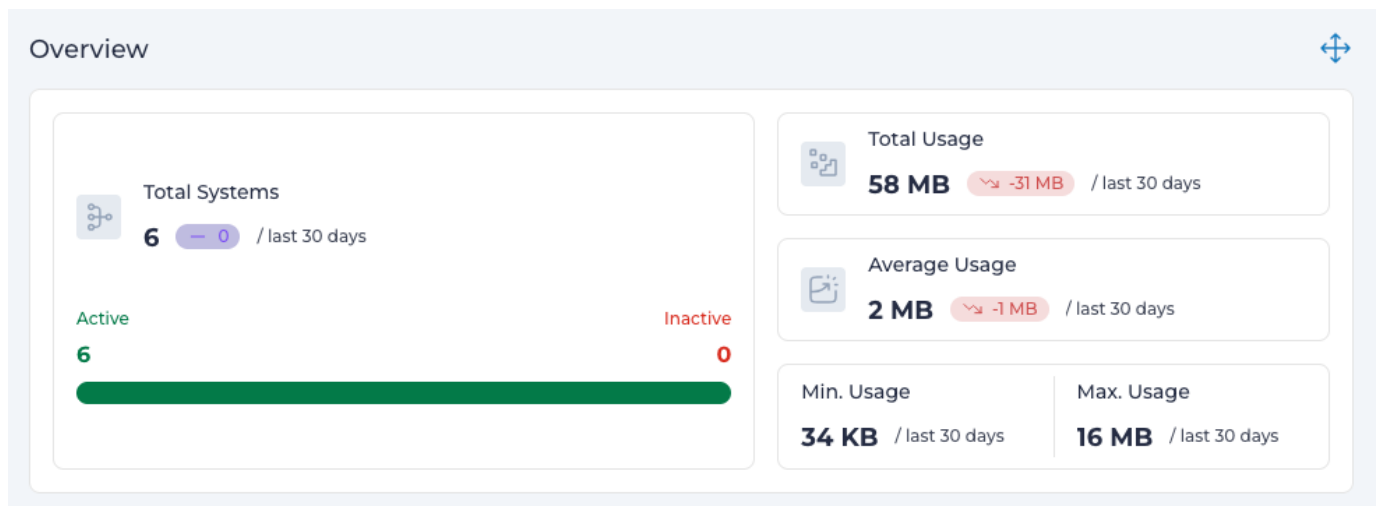 Overview
Total Systems
6 — 0 / last 30 days
Active Inactive
6 0
Total Usage
58 MB -31 MB / last 30 days
Average Usage
2 MB -1 MB / last 30 days
Min. Usage
34 KB / last 30 days
Max. Usage
16 MB / last 30 days